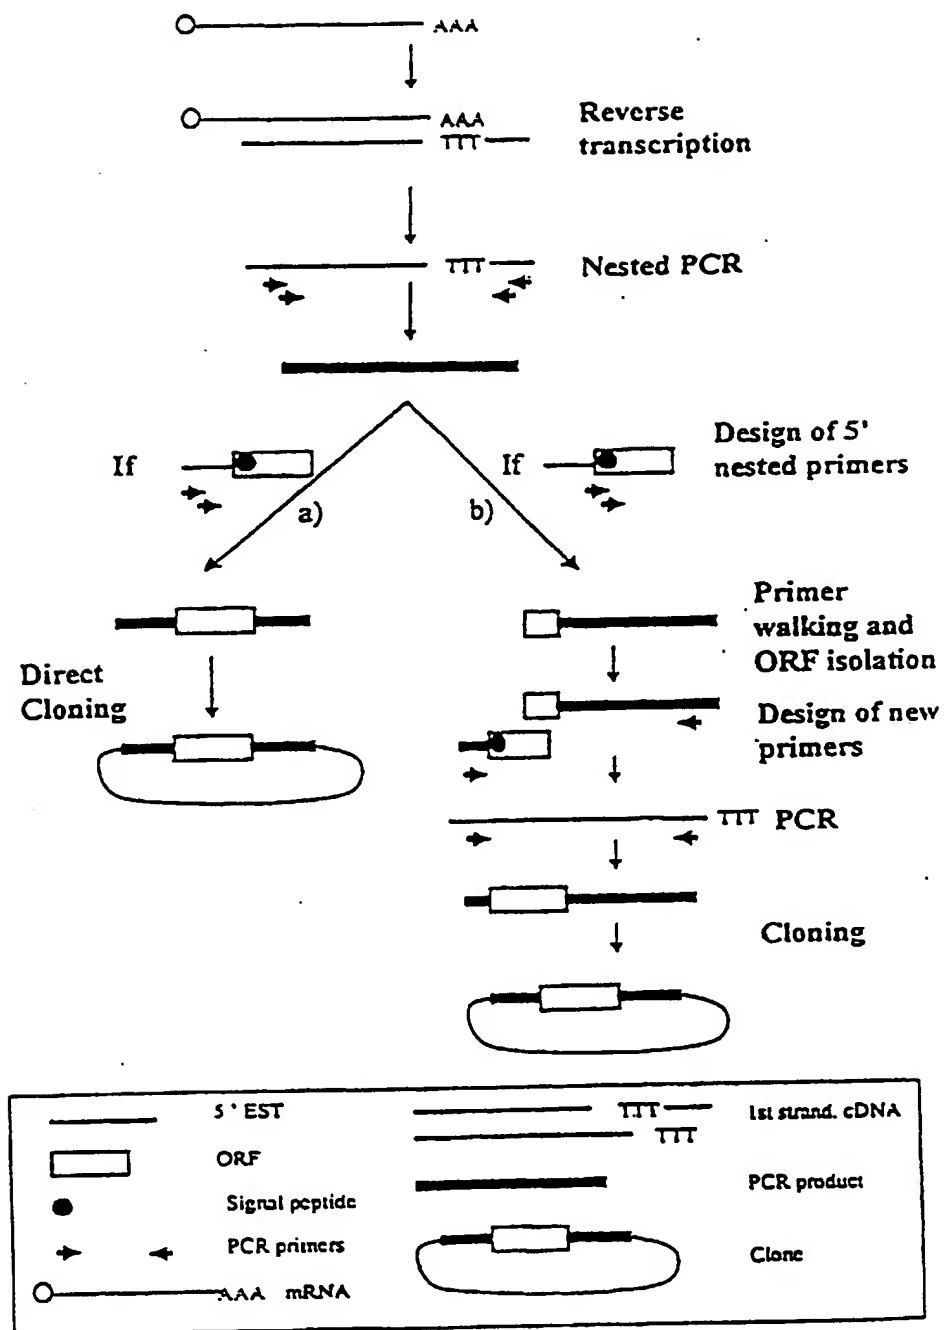 AAA
AAA
TTT
Reverse
transcription
TTT
Nested PCR
If
If
Design of 5'
nested primers
a)
b)
Primer
walking and
ORF isolation
Direct
Cloning
Design of new
primers
TTT PCR
Cloning
5' EST
TTT
1st strand. cDNA
TTT
ORF
PCR product
Signal peptide
PCR primers
Clone
AAA mRNA